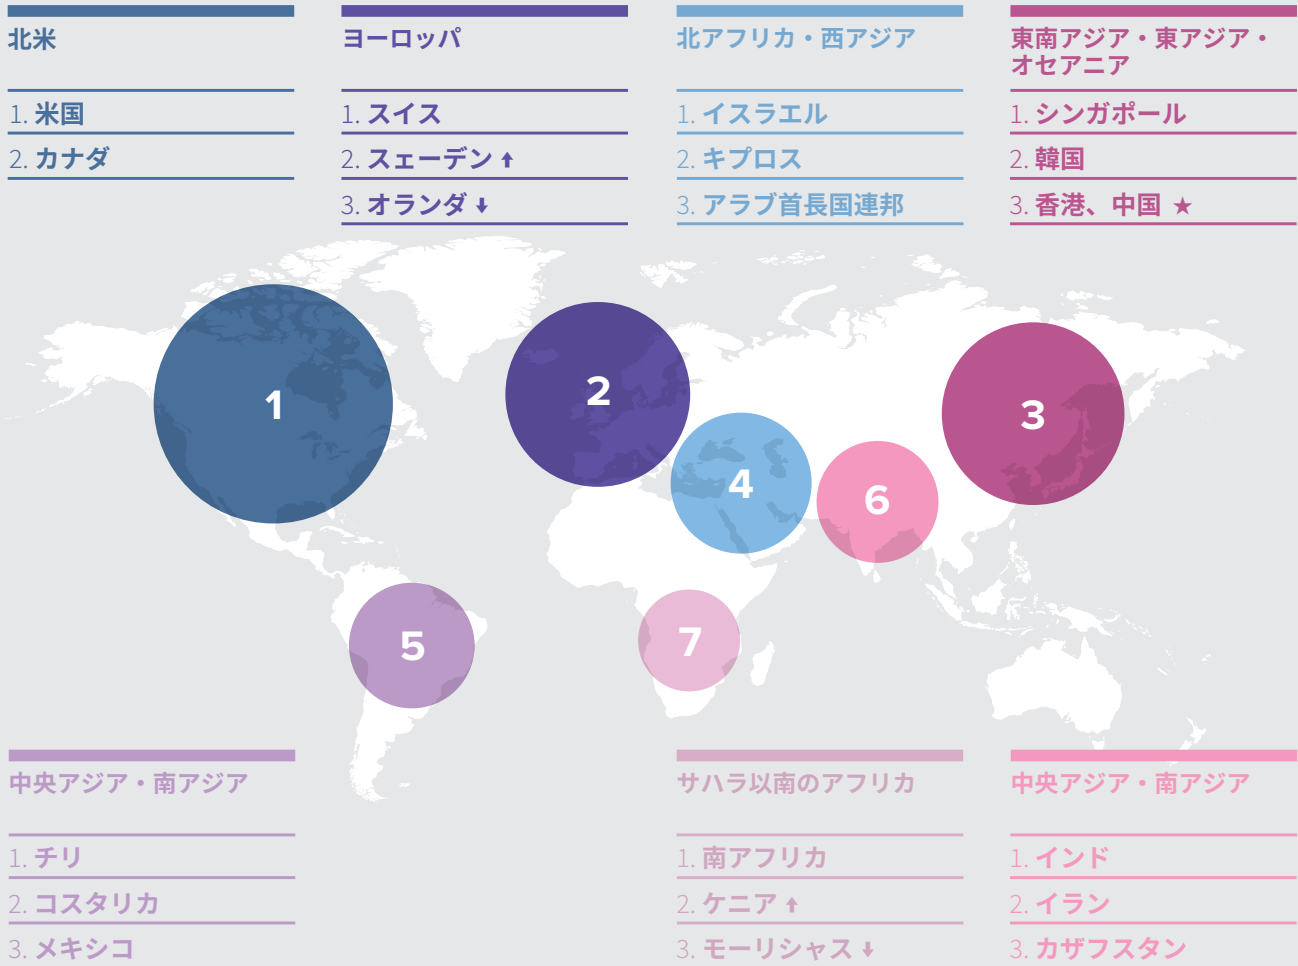 北米
1. 米国
2. カナダ
ヨーロッパ
1. スイス
2. スェーデン ⬆
3. オランダ ⬇
北アフリカ・西アジア
1. イスラエル
2. キプロス
3. アラブ首長国連邦
東南アジア・東アジア・
オセアニア
1. シンガポール
2. 韓国
3. 香港、中国 ★
1
2
3
4
6
5
7
中央アジア・南アジア
1. チリ
2. コスタリカ
3. メキシコ
サハラ以南のアフリカ
1. 南アフリカ
2. ケニア ⬆
3. モーリシャス ⬇
中央アジア・南アジア
1. インド
2. イラン
3. カザフスタン